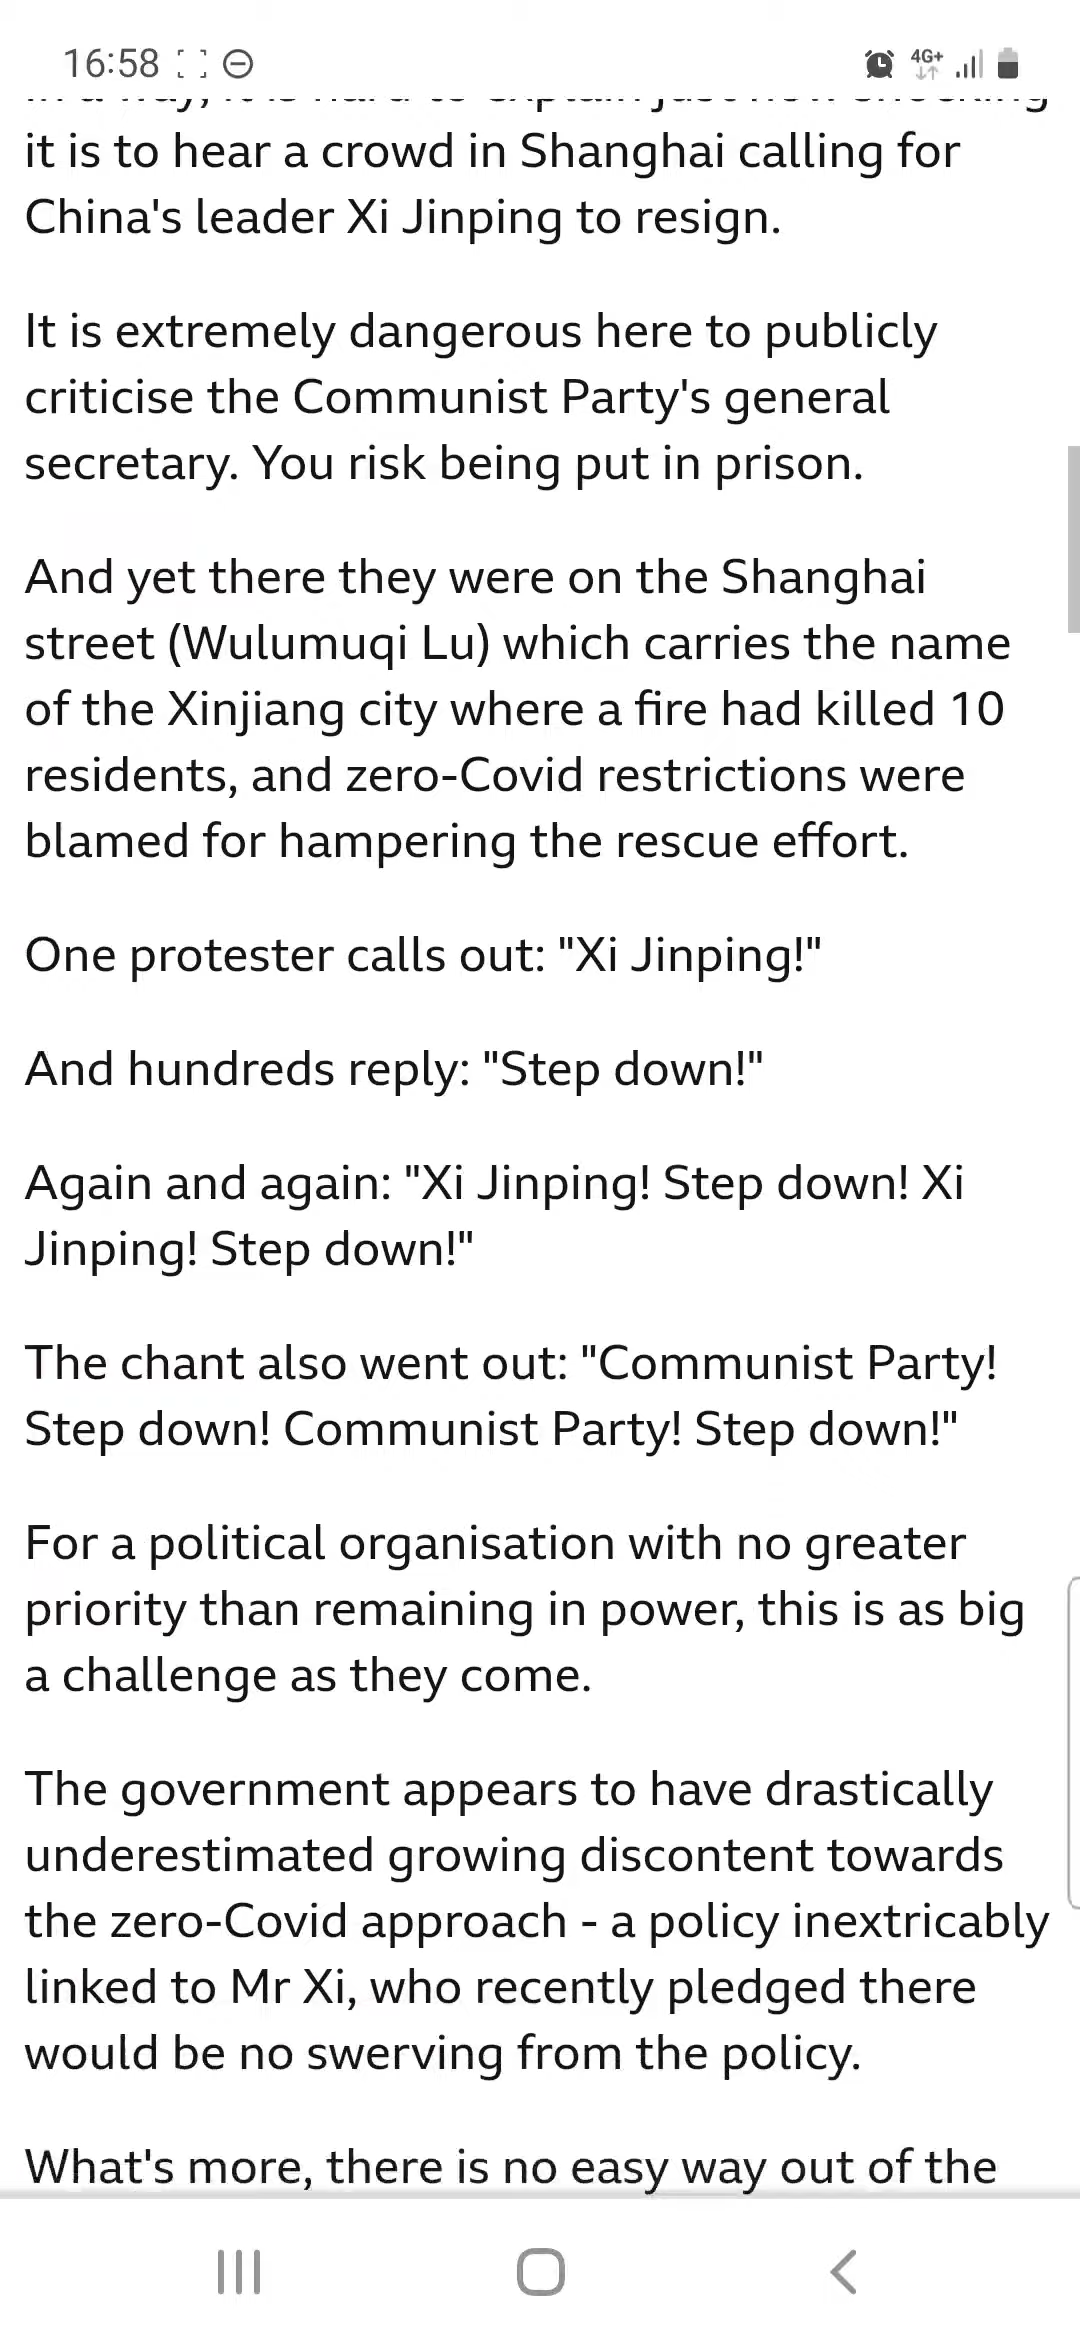 16:58
4G+
it is to hear a crowd in Shanghai calling for
China's leader Xi Jinping to resign.
It is extremely dangerous here to publicly
criticise the Communist Party's general
secretary. You risk being put in prison.
And yet there they were on the Shanghai
street (Wulumuqi Lu) which carries the name
of the Xinjiang city where a fire had killed 10
residents, and zero-Covid restrictions were
blamed for hampering the rescue effort.
One protester calls out: "Xi Jinping!"
And hundreds reply: "Step down!"
Again and again: "Xi Jinping! Step down! Xi
Jinping! Step down!"
The chant also went out: "Communist Party!
Step down! Communist Party! Step down!"
For a political organisation with no greater
priority than remaining in power, this is as big
a challenge as they come.
The government appears to have drastically
underestimated growing discontent towards
the zero-Covid approach - a policy inextricably
linked to Mr Xi, who recently pledged there
would be no swerving from the policy.
What's more, there is no easy way out of the